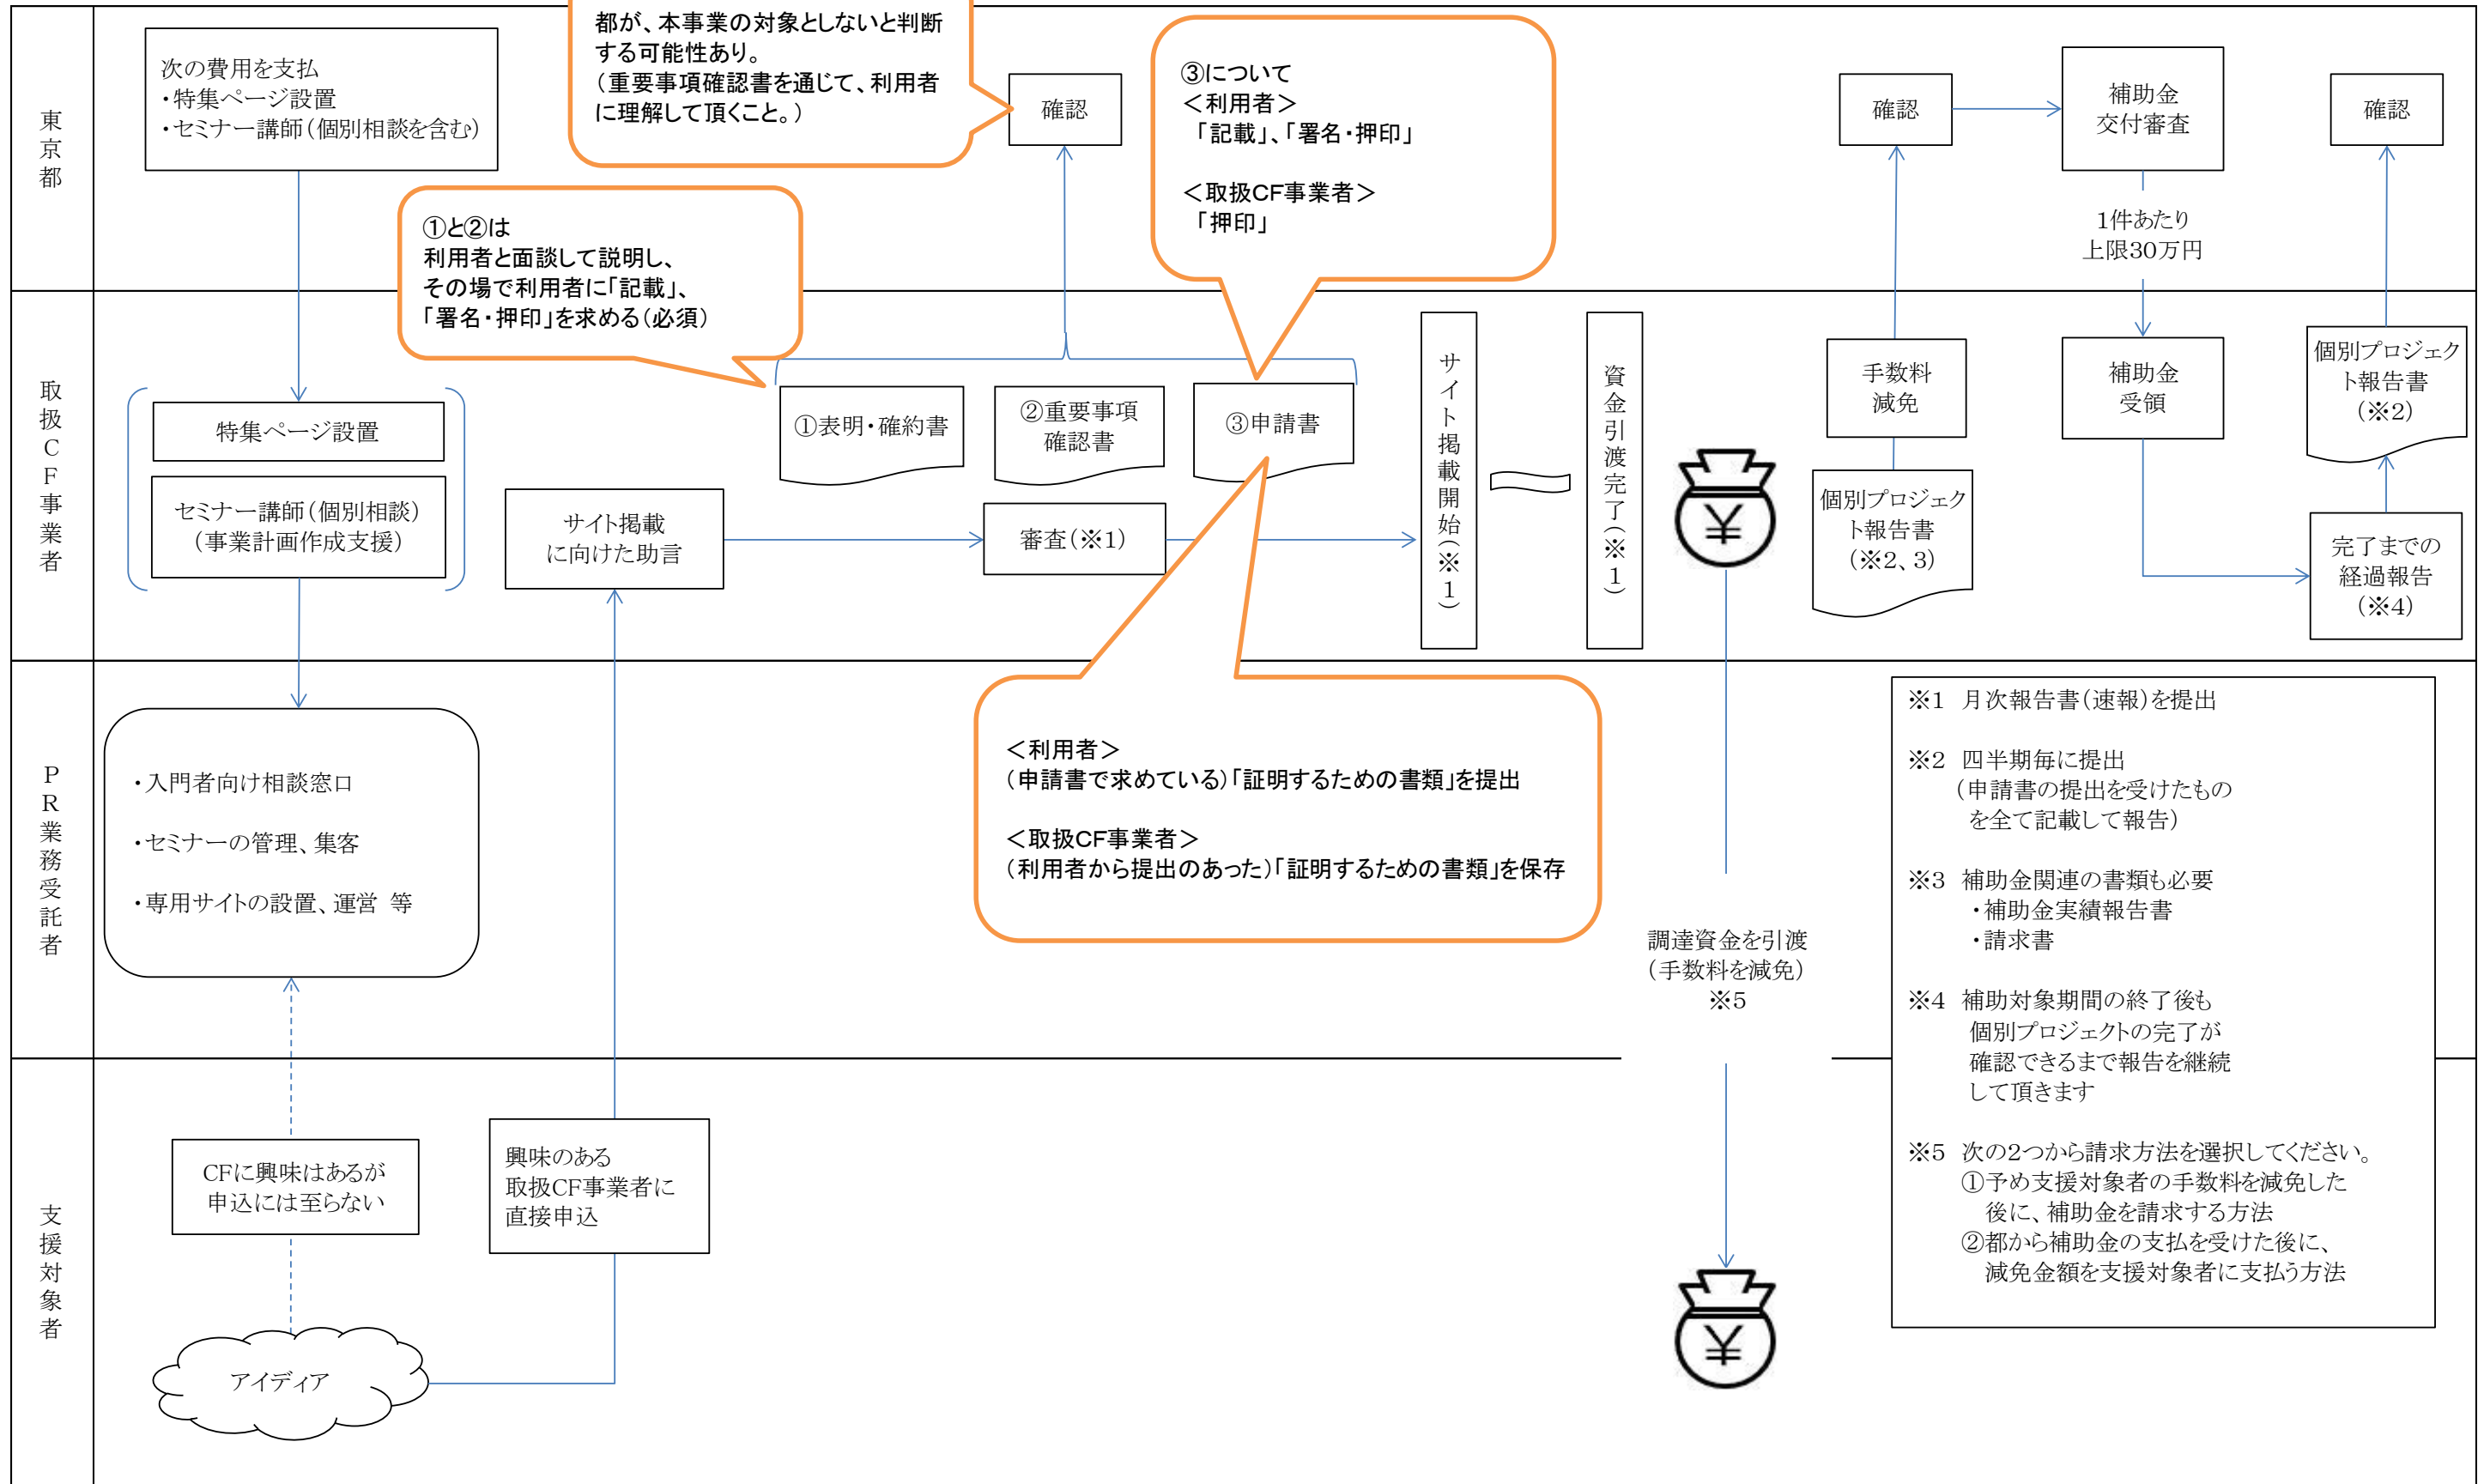 東京都
次の費用を支払
・特集ページ設置
・セミナー講師(個別相談を含む)
都が、本事業の対象としないと判断
する可能性あり。
(重要事項確認書を通じて、利用者
に理解して頂くこと。)
確認
③について
<利用者>
「記載」、「署名・押印」
<取扱CF事業者>
「押印」
確認
補助金
交付審査
確認
1件あたり
上限30万円
①と②は
利用者と面談して説明し、
その場で利用者に「記載」、
「署名・押印」を求める(必須)
取扱CF事業者
特集ページ設置
セミナー講師(個別相談)
(事業計画作成支援)
サイト掲載
に向けた助言
①表明・確約書
②重要事項
確認書
③申請書
審査(※1)
サイト掲載開始(※1)
資金引渡完了(※1)
手数料
減免
個別プロジェク
ト報告書
(※2、3)
補助金
受領
個別プロジェク
ト報告書
(※2)
完了までの
経過報告
(※4)
PR業務受託者
・入門者向け相談窓口
・セミナーの管理、集客
・専用サイトの設置、運営 等
<利用者>
(申請書で求めている)「証明するための書類」を提出
<取扱CF事業者>
(利用者から提出のあった)「証明するための書類」を保存
調達資金を引渡
(手数料を減免)
※5
※1 月次報告書(速報)を提出
※2 四半期毎に提出
(申請書の提出を受けたもの
を全て記載して報告)
※3 補助金関連の書類も必要
・補助金実績報告書
・請求書
※4 補助対象期間の終了後も
個別プロジェクトの完了が
確認できるまで報告を継続
して頂きます
※5 次の2つから請求方法を選択してください。
①予め支援対象者の手数料を減免した
後に、補助金を請求する方法
②都から補助金の支払を受けた後に、
減免金額を支援対象者に支払う方法
支援対象者
CFに興味はあるが
申込には至らない
興味のある
取扱CF事業者に
直接申込
アイディア
¥
¥